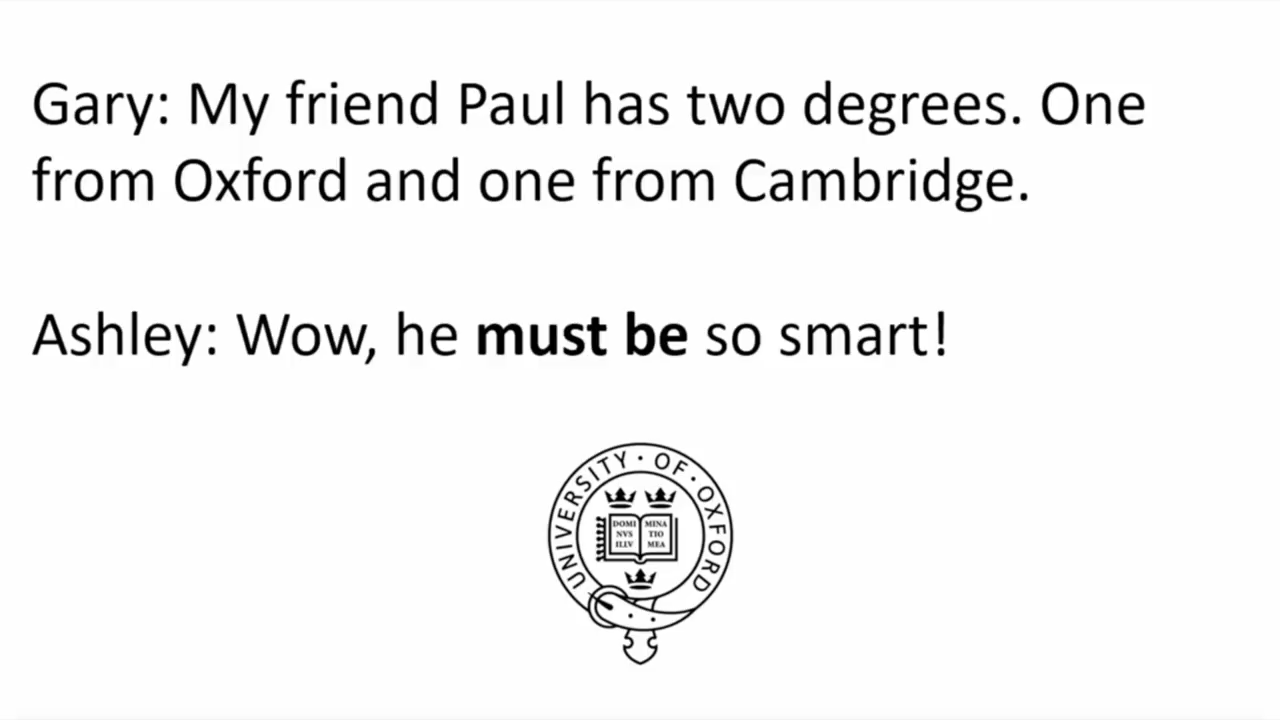 Gary: My friend Paul has two degrees. One
from Oxford and one from Cambridge.
Ashley: Wow, he must be so smart!
UNIVERSITY · OF · OXFORD
DOMI MINA
NVS TIO
ILLV MEA